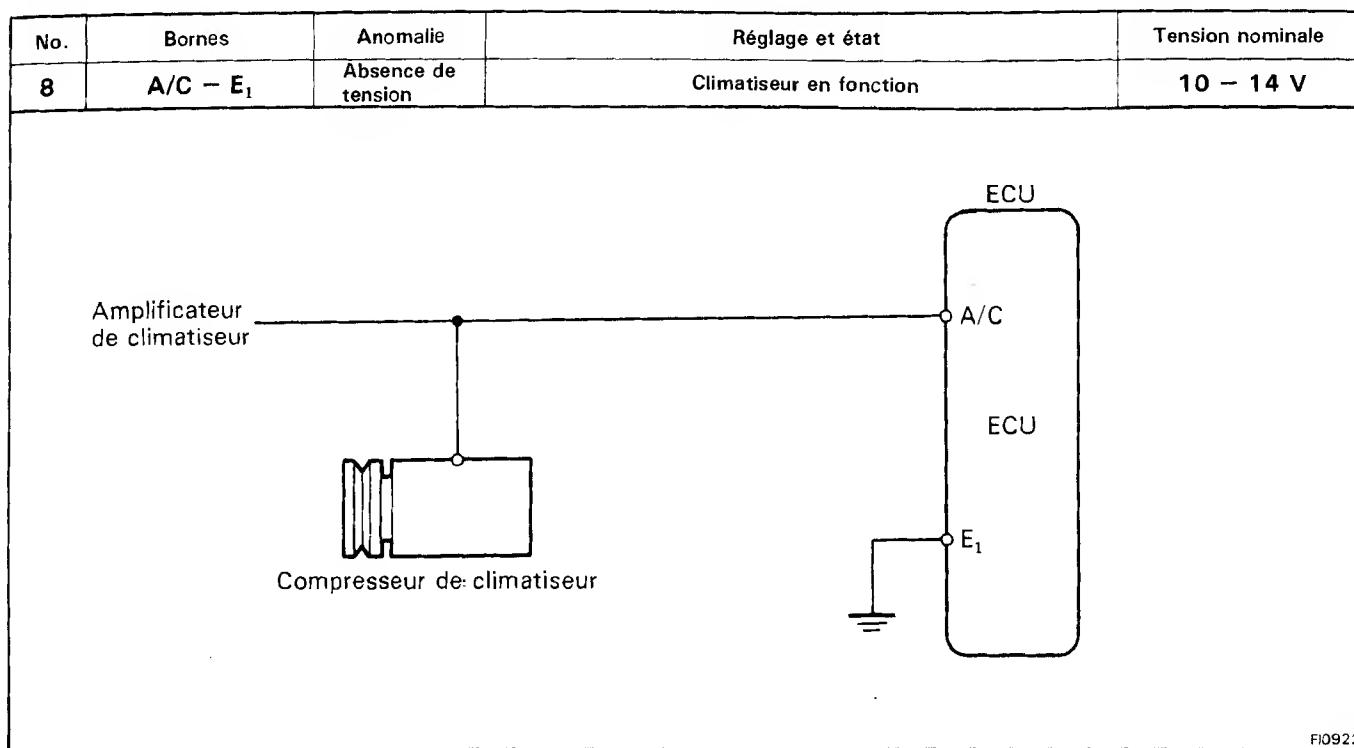 No. Bornes Anomalie Réglage et état Tension nominale
8 A/C − E₁ Absence de tension Climatiseur en fonction 10 − 14 V
ECU
Amplificateur
de climatiseur
A/C
ECU
E₁
Compresseur de climatiseur